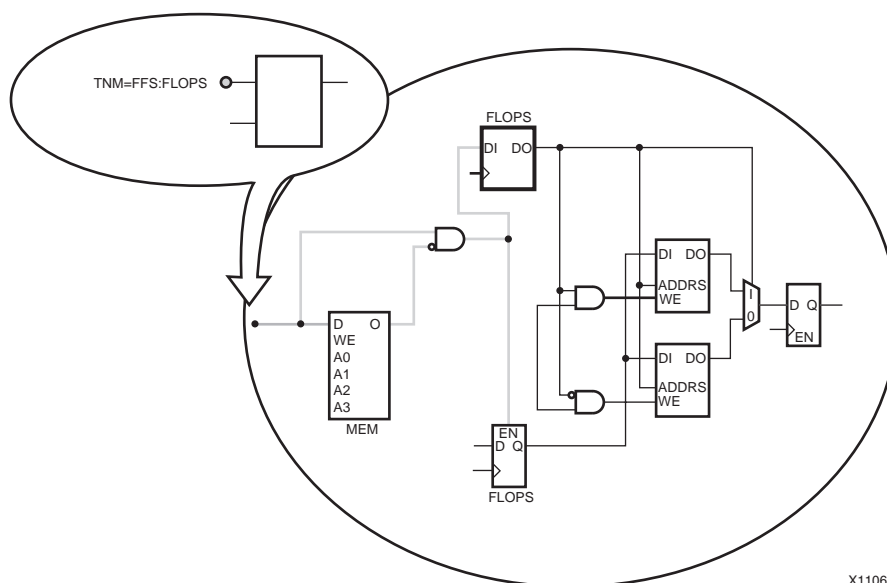 TNM=FFS:FLOPS
FLOPS
DI DO
DI DO
ADDRS
WE
I
0
D Q
EN
D O
WE
A0
A1
A2
A3
MEM
DI DO
ADDRS
WE
EN
D Q
FLOPS
X1106